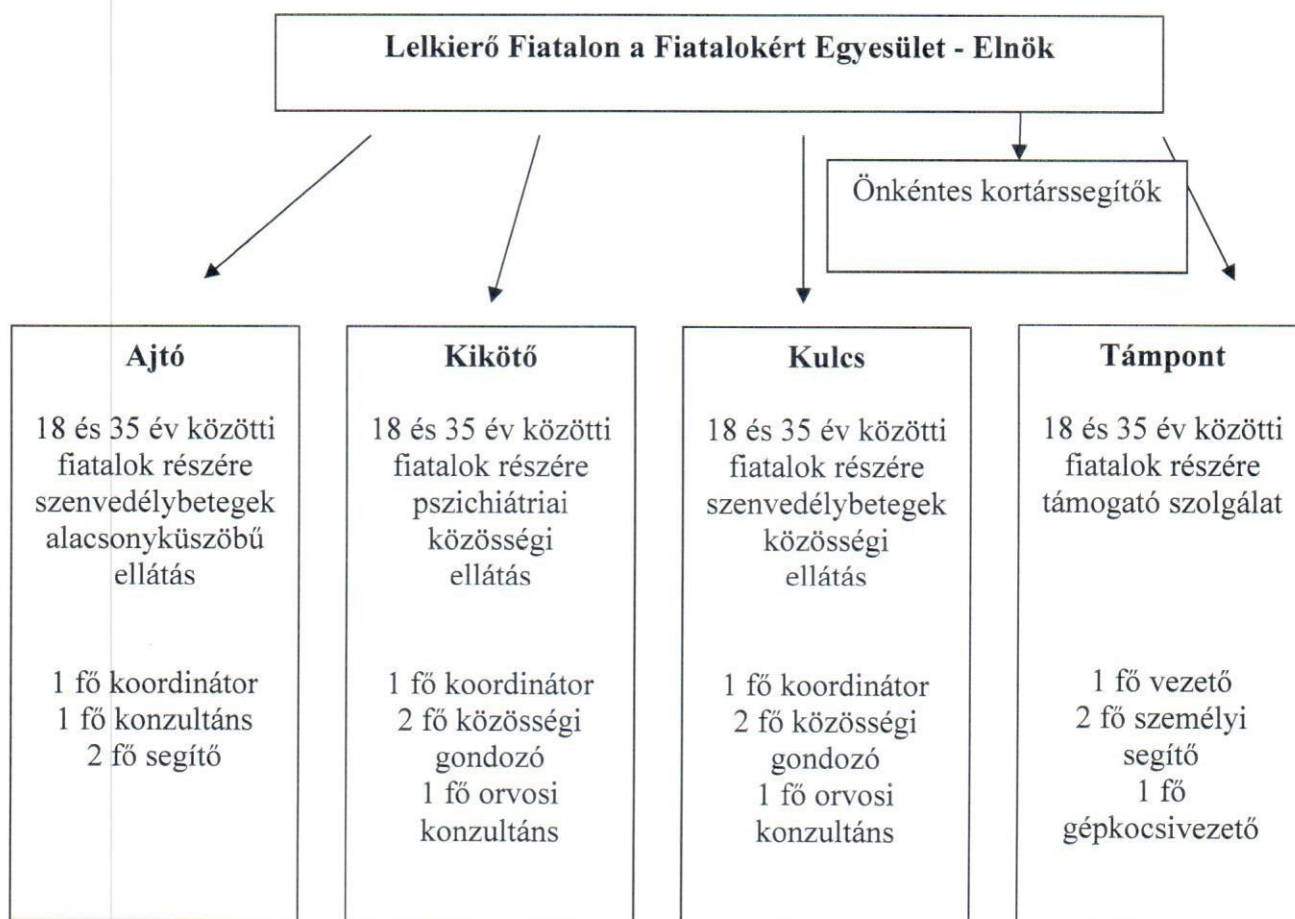 Lelkierő Fiatalon a Fiatalokért Egyesület - Elnök
Önkéntes kortárssegítők
Ajtó
18 és 35 év közötti
fiatalok részére
szenvedélybetegek
alacsonyküszöbű
ellátás
1 fő koordinátor
1 fő konzultáns
2 fő segítő
Kikötő
18 és 35 év közötti
fiatalok részére
pszichiátriai
közösségi
ellátás
1 fő koordinátor
2 fő közösségi
gondozó
1 fő orvosi
konzultáns
Kulcs
18 és 35 év közötti
fiatalok részére
szenvedélybetegek
közösségi
ellátás
1 fő koordinátor
2 fő közösségi
gondozó
1 fő orvosi
konzultáns
Támpont
18 és 35 év közötti
fiatalok részére
támogató szolgálat
1 fő vezető
2 fő személyi
segítő
1 fő
gépkocsivezető